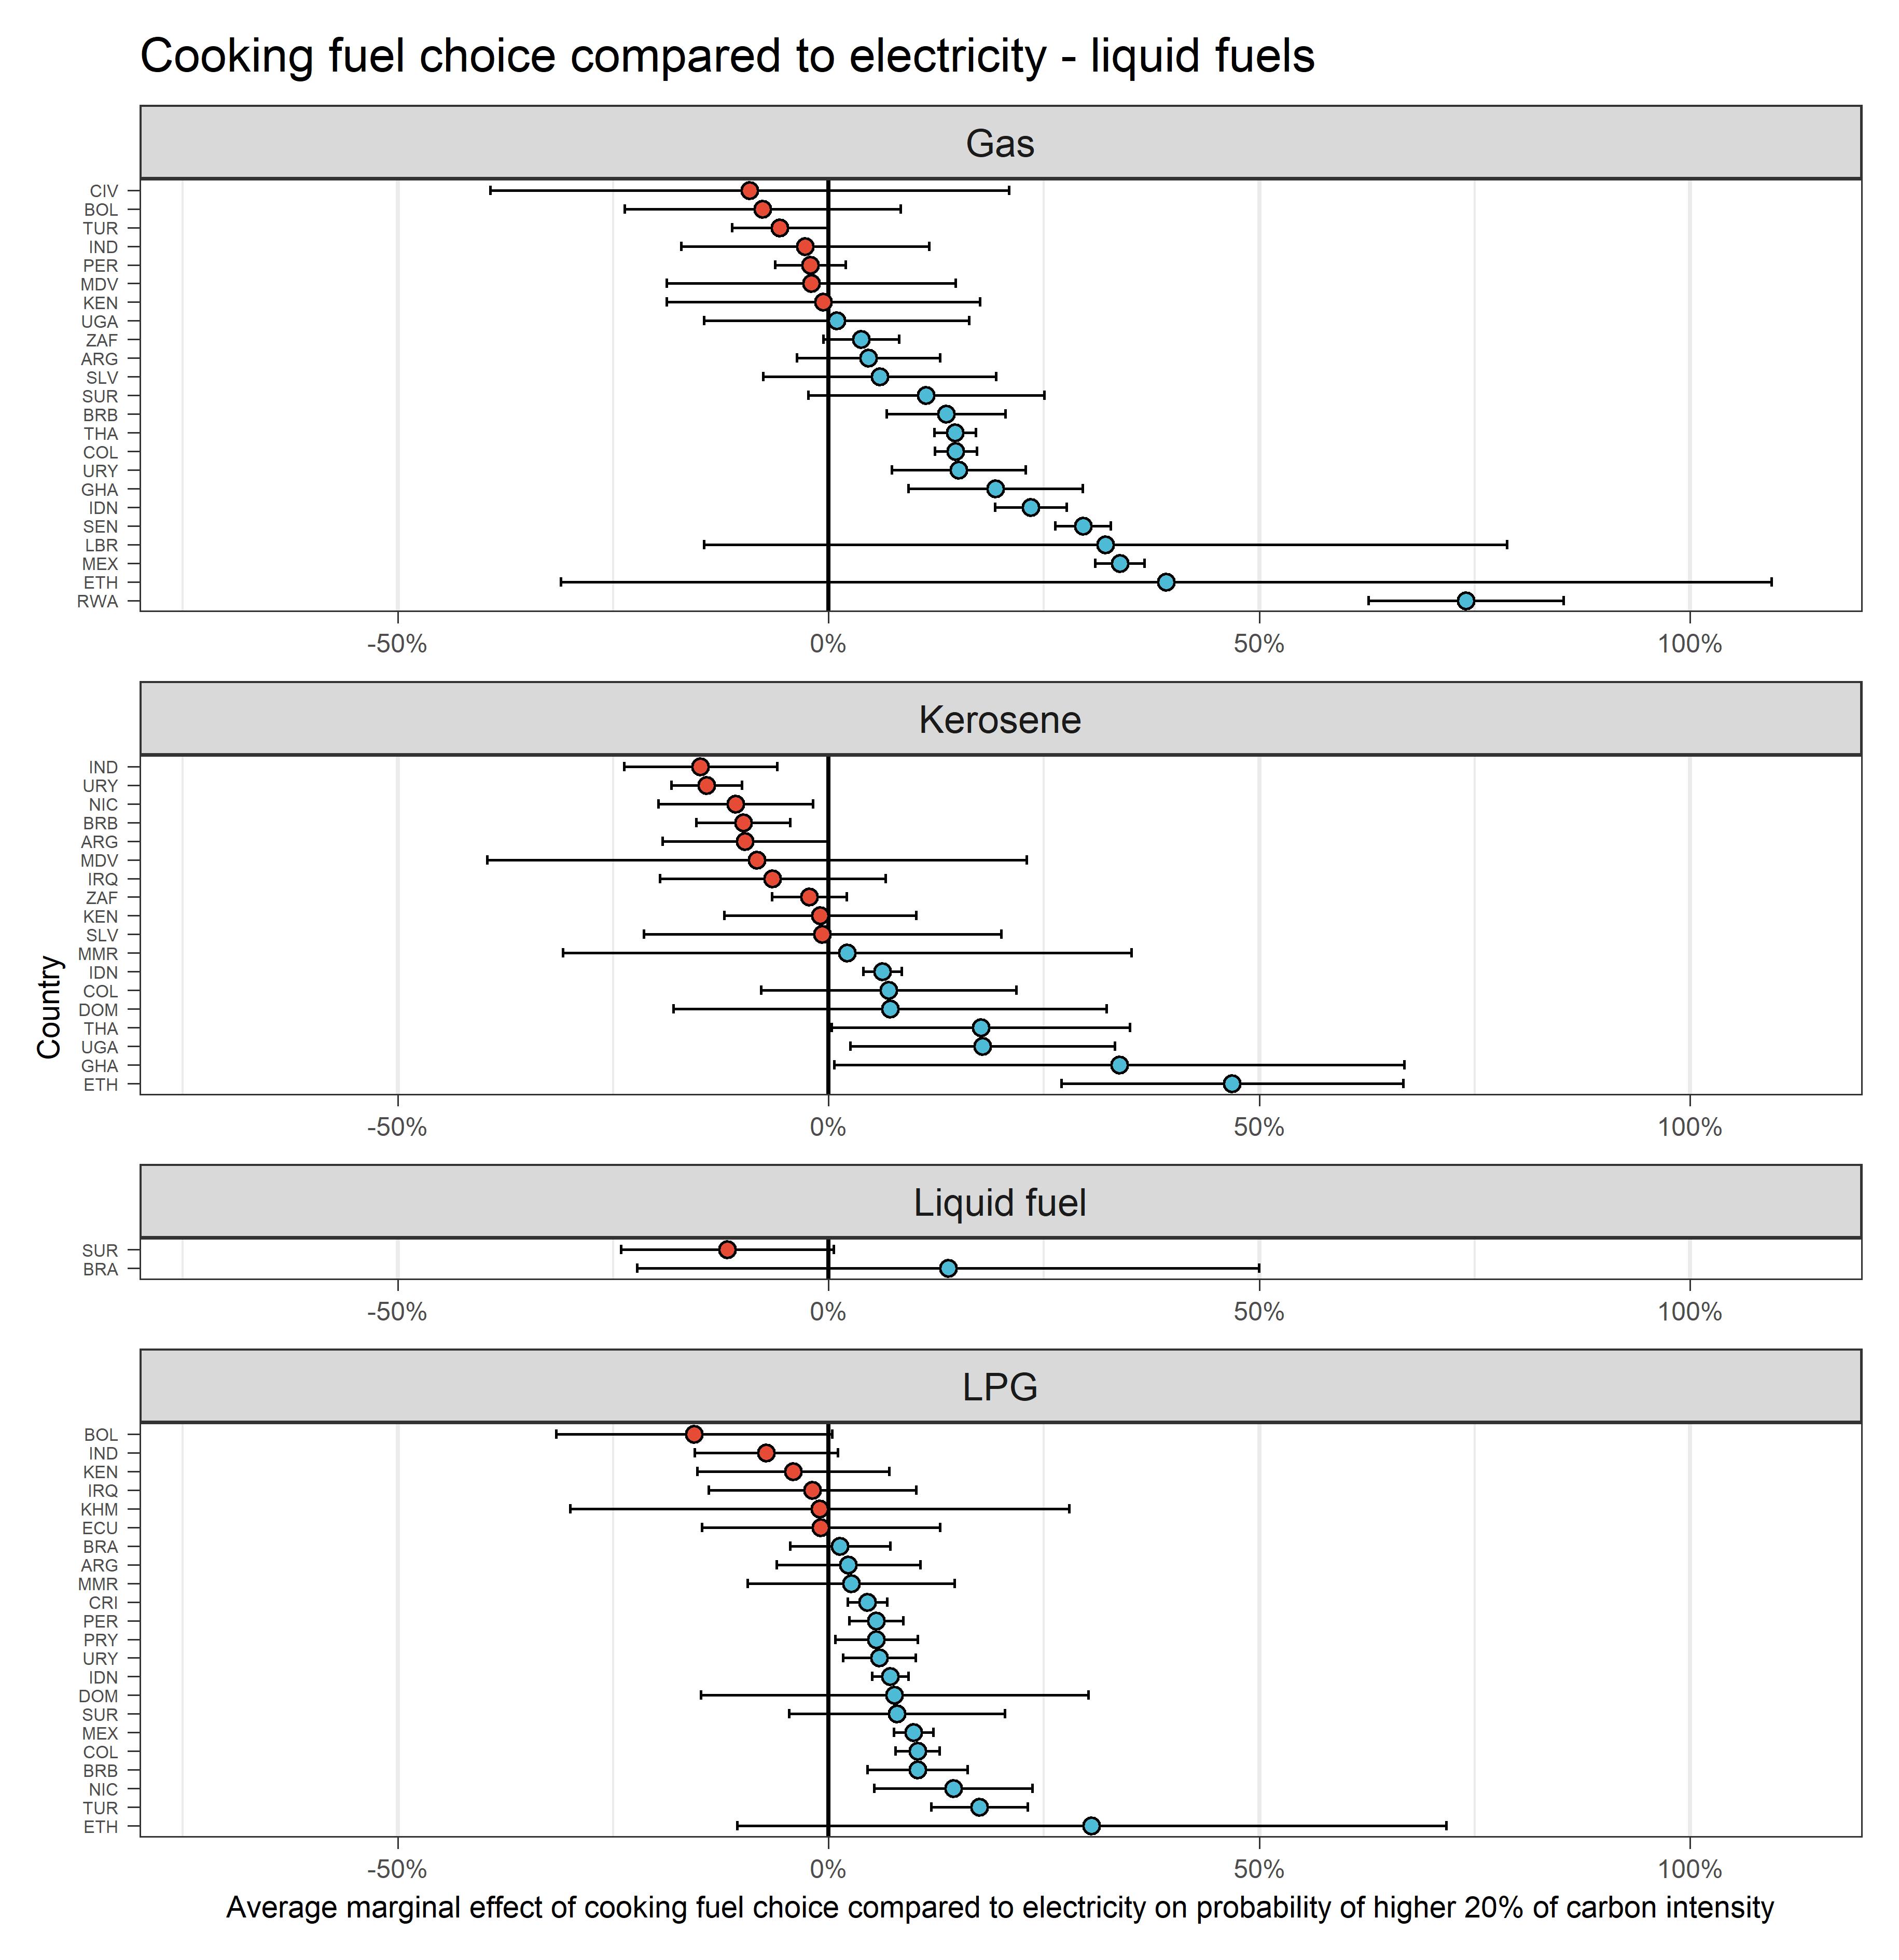 Cooking fuel choice compared to electricity - liquid fuels
Gas
CIV
BOL
TUR
IND
PER
MDV
KEN
UGA
ZAF
ARG
SLV
SUR
BRB
THA
COL
URY
GHA
IDN
SEN
LBR
MEX
ETH
RWA
-50% 0% 50% 100%
Kerosene
IND
URY
NIC
BRB
ARG
MDV
IRQ
ZAF
KEN
SLV
MMR
IDN
COL
DOM
THA
UGA
GHA
ETH
-50% 0% 50% 100%
Country
Liquid fuel
SUR
BRA
-50% 0% 50% 100%
LPG
BOL
IND
KEN
IRQ
KHM
ECU
BRA
ARG
MMR
CRI
PER
PRY
URY
IDN
DOM
SUR
MEX
COL
BRB
NIC
TUR
ETH
-50% 0% 50% 100%
Average marginal effect of cooking fuel choice compared to electricity on probability of higher 20% of carbon intensity